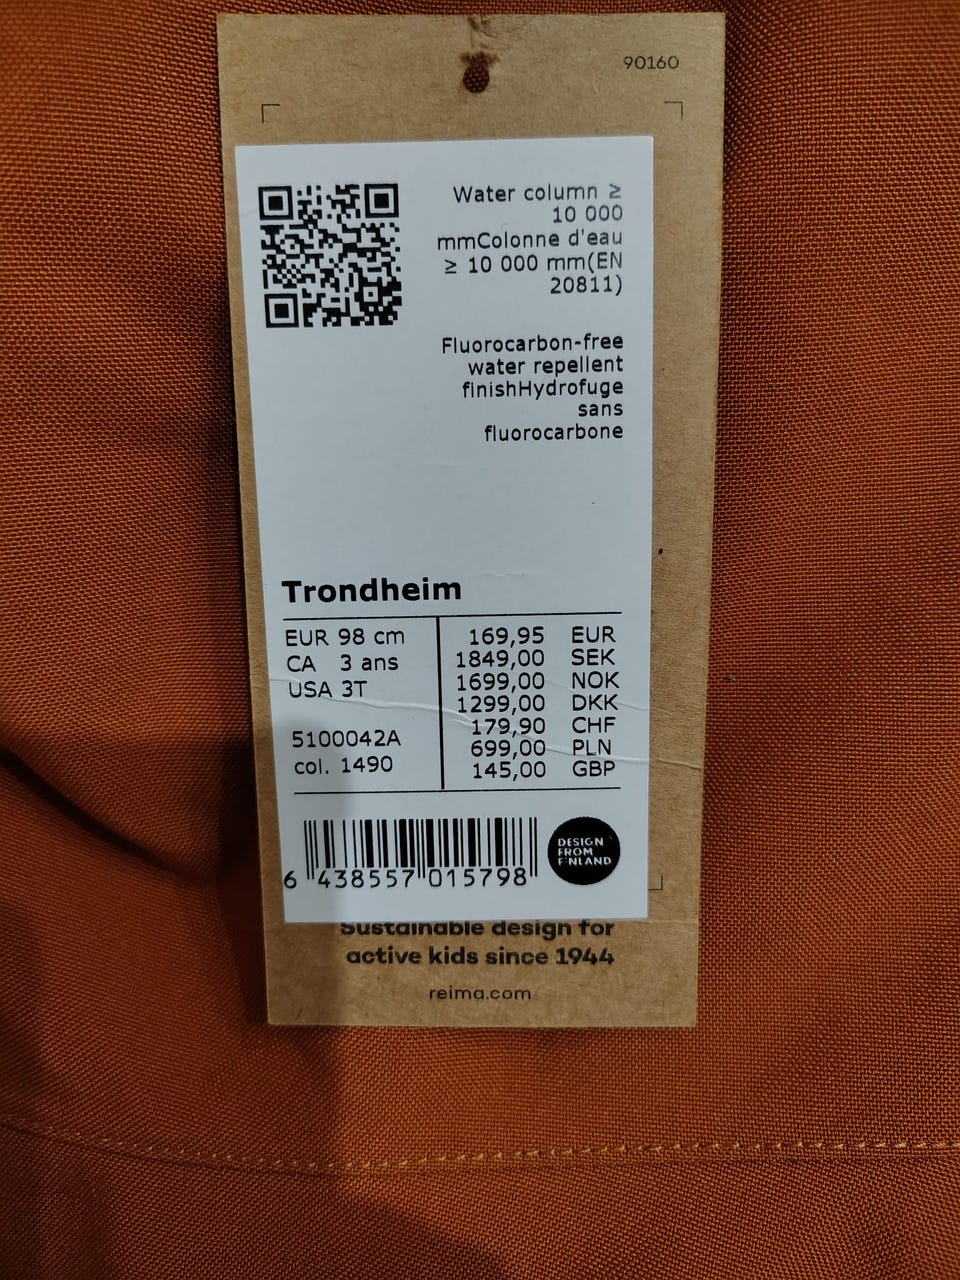 90160
Water column ≥
10 000
mmColonne d'eau
≥ 10 000 mm(EN
20811)
Fluorocarbon-free
water repellent
finishHydrofuge
sans
fluorocarbone
Trondheim
EUR 98 cm
CA 3 ans
USA 3T
5100042A
col. 1490
169,95 EUR
1849,00 SEK
1699,00 NOK
1299,00 DKK
179,90 CHF
699,00 PLN
145,00 GBP
6 438557 015798
DESIGN
FROM
FINLAND
Sustainable design for
active kids since 1944
reima.com